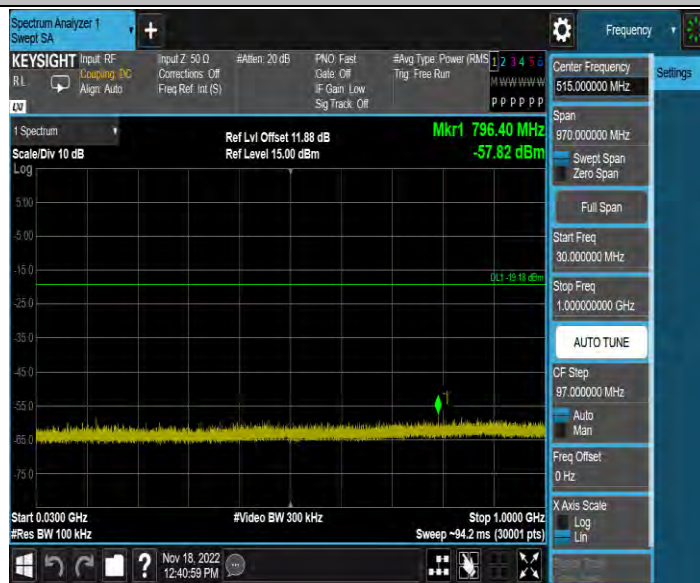 Spectrum Analyzer 1
Swept SA
+
Frequency
KEYSIGHT
RL
LXI
Input: RF
Coupling: DC
Align: Auto
Input Z: 50 Ω
Corrections: Off
Freq Ref: Int (S)
#Atten: 20 dB
PNO: Fast
Gate: Off
IF Gain: Low
Sig Track: Off
#Avg Type: Power (RMS
Trig: Free Run
1 2 3 4 5 6
M W W W W W
P P P P P P
1 Spectrum
Scale/Div 10 dB
Ref Lvl Offset 11.88 dB
Ref Level 15.00 dBm
Mkr1 796.40 MHz
-57.82 dBm
Log
5.00
-5.00
-15.0
DL1 -19.18 dBm
-25.0
-35.0
-45.0
1
-55.0
-65.0
-75.0
Start 0.0300 GHz
#Video BW 300 kHz
Stop 1.0000 GHz
#Res BW 100 kHz
Sweep ~94.2 ms (30001 pts)
?
Nov 18, 2022
12:40:59 PM
Center Frequency
515.000000 MHz
Settings
Span
970.000000 MHz
Swept Span
Zero Span
Full Span
Start Freq
30.000000 MHz
Stop Freq
1.000000000 GHz
AUTO TUNE
CF Step
97.000000 MHz
Auto
Man
Freq Offset
0 Hz
X Axis Scale
Log
Lin